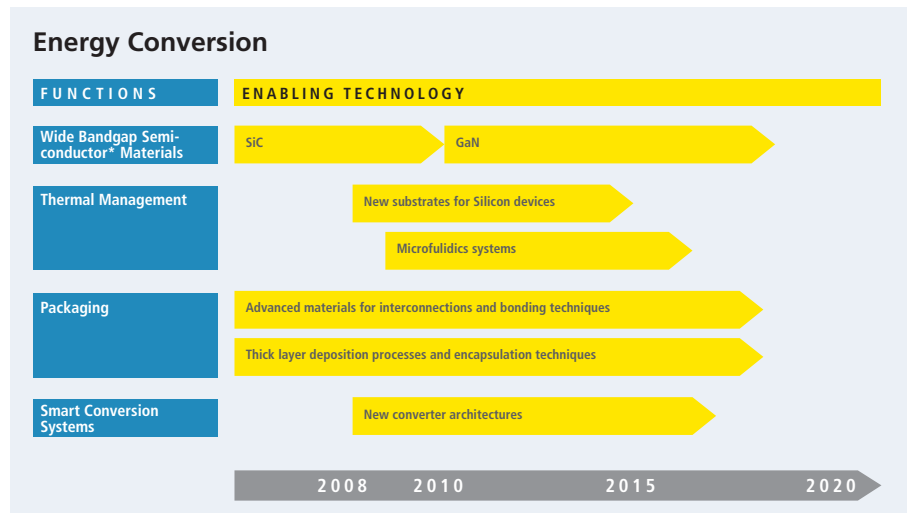 Energy Conversion
FUNCTIONS
ENABLING TECHNOLOGY
Wide Bandgap Semi-
conductor* Materials
SiC
GaN
Thermal Management
New substrates for Silicon devices
Microfulidics systems
Packaging
Advanced materials for interconnections and bonding techniques
Thick layer deposition processes and encapsulation techniques
Smart Conversion
Systems
New converter architectures
2008 2010 2015 2020